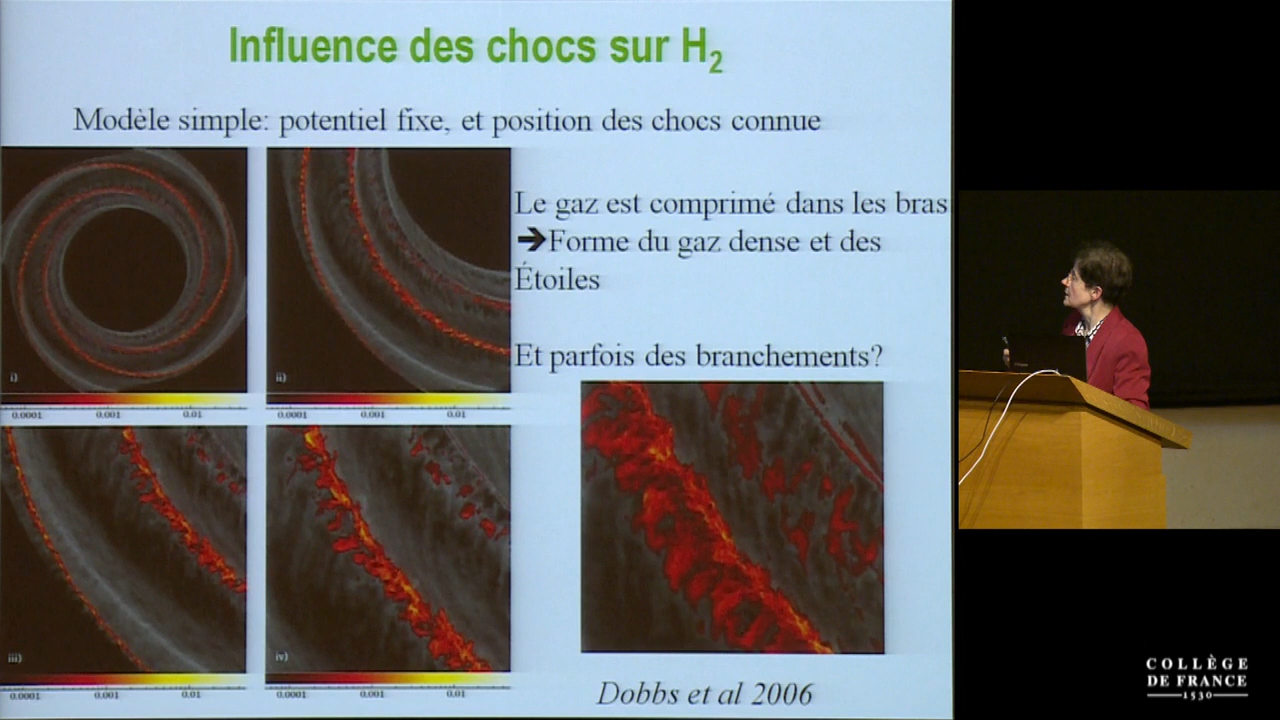 Influence des chocs sur H2
Modèle simple: potentiel fixe, et position des chocs connue
Le gaz est comprimé dans les bras
➔Forme du gaz dense et des
Étoiles
Et parfois des branchements?
i)
ii)
0.0001 0.001 0.01
0.0001 0.001 0.01
iii)
iv)
0.0001 0.001 0.01
0.0001 0.001 0.01
Dobbs et al 2006
COLLÈGE
DE FRANCE
1530